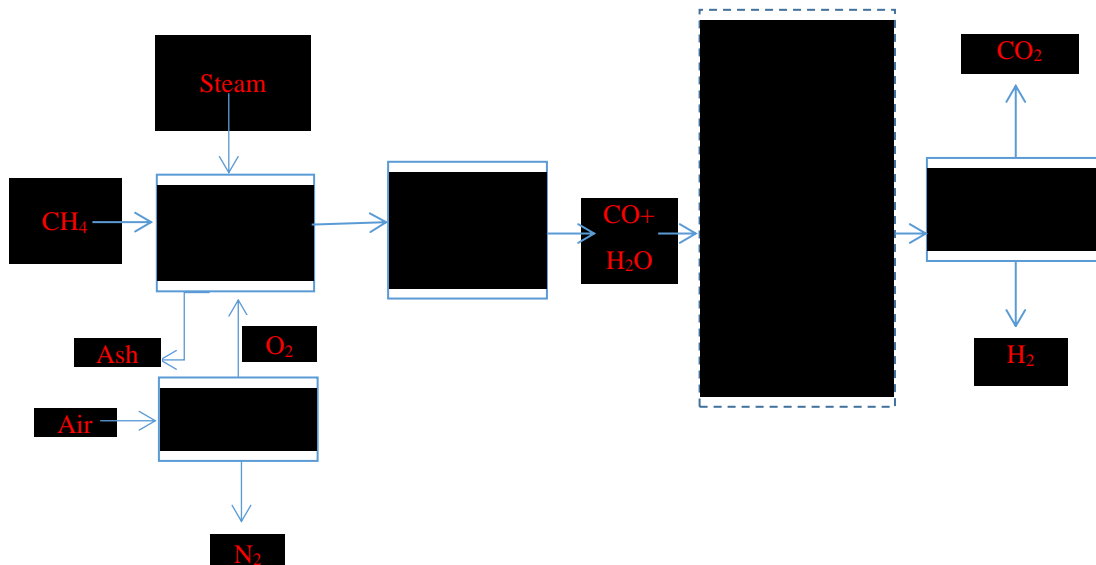 Steam
CH₄
Ash
O₂
Air
N₂
CO+
H₂O
CO₂
H₂